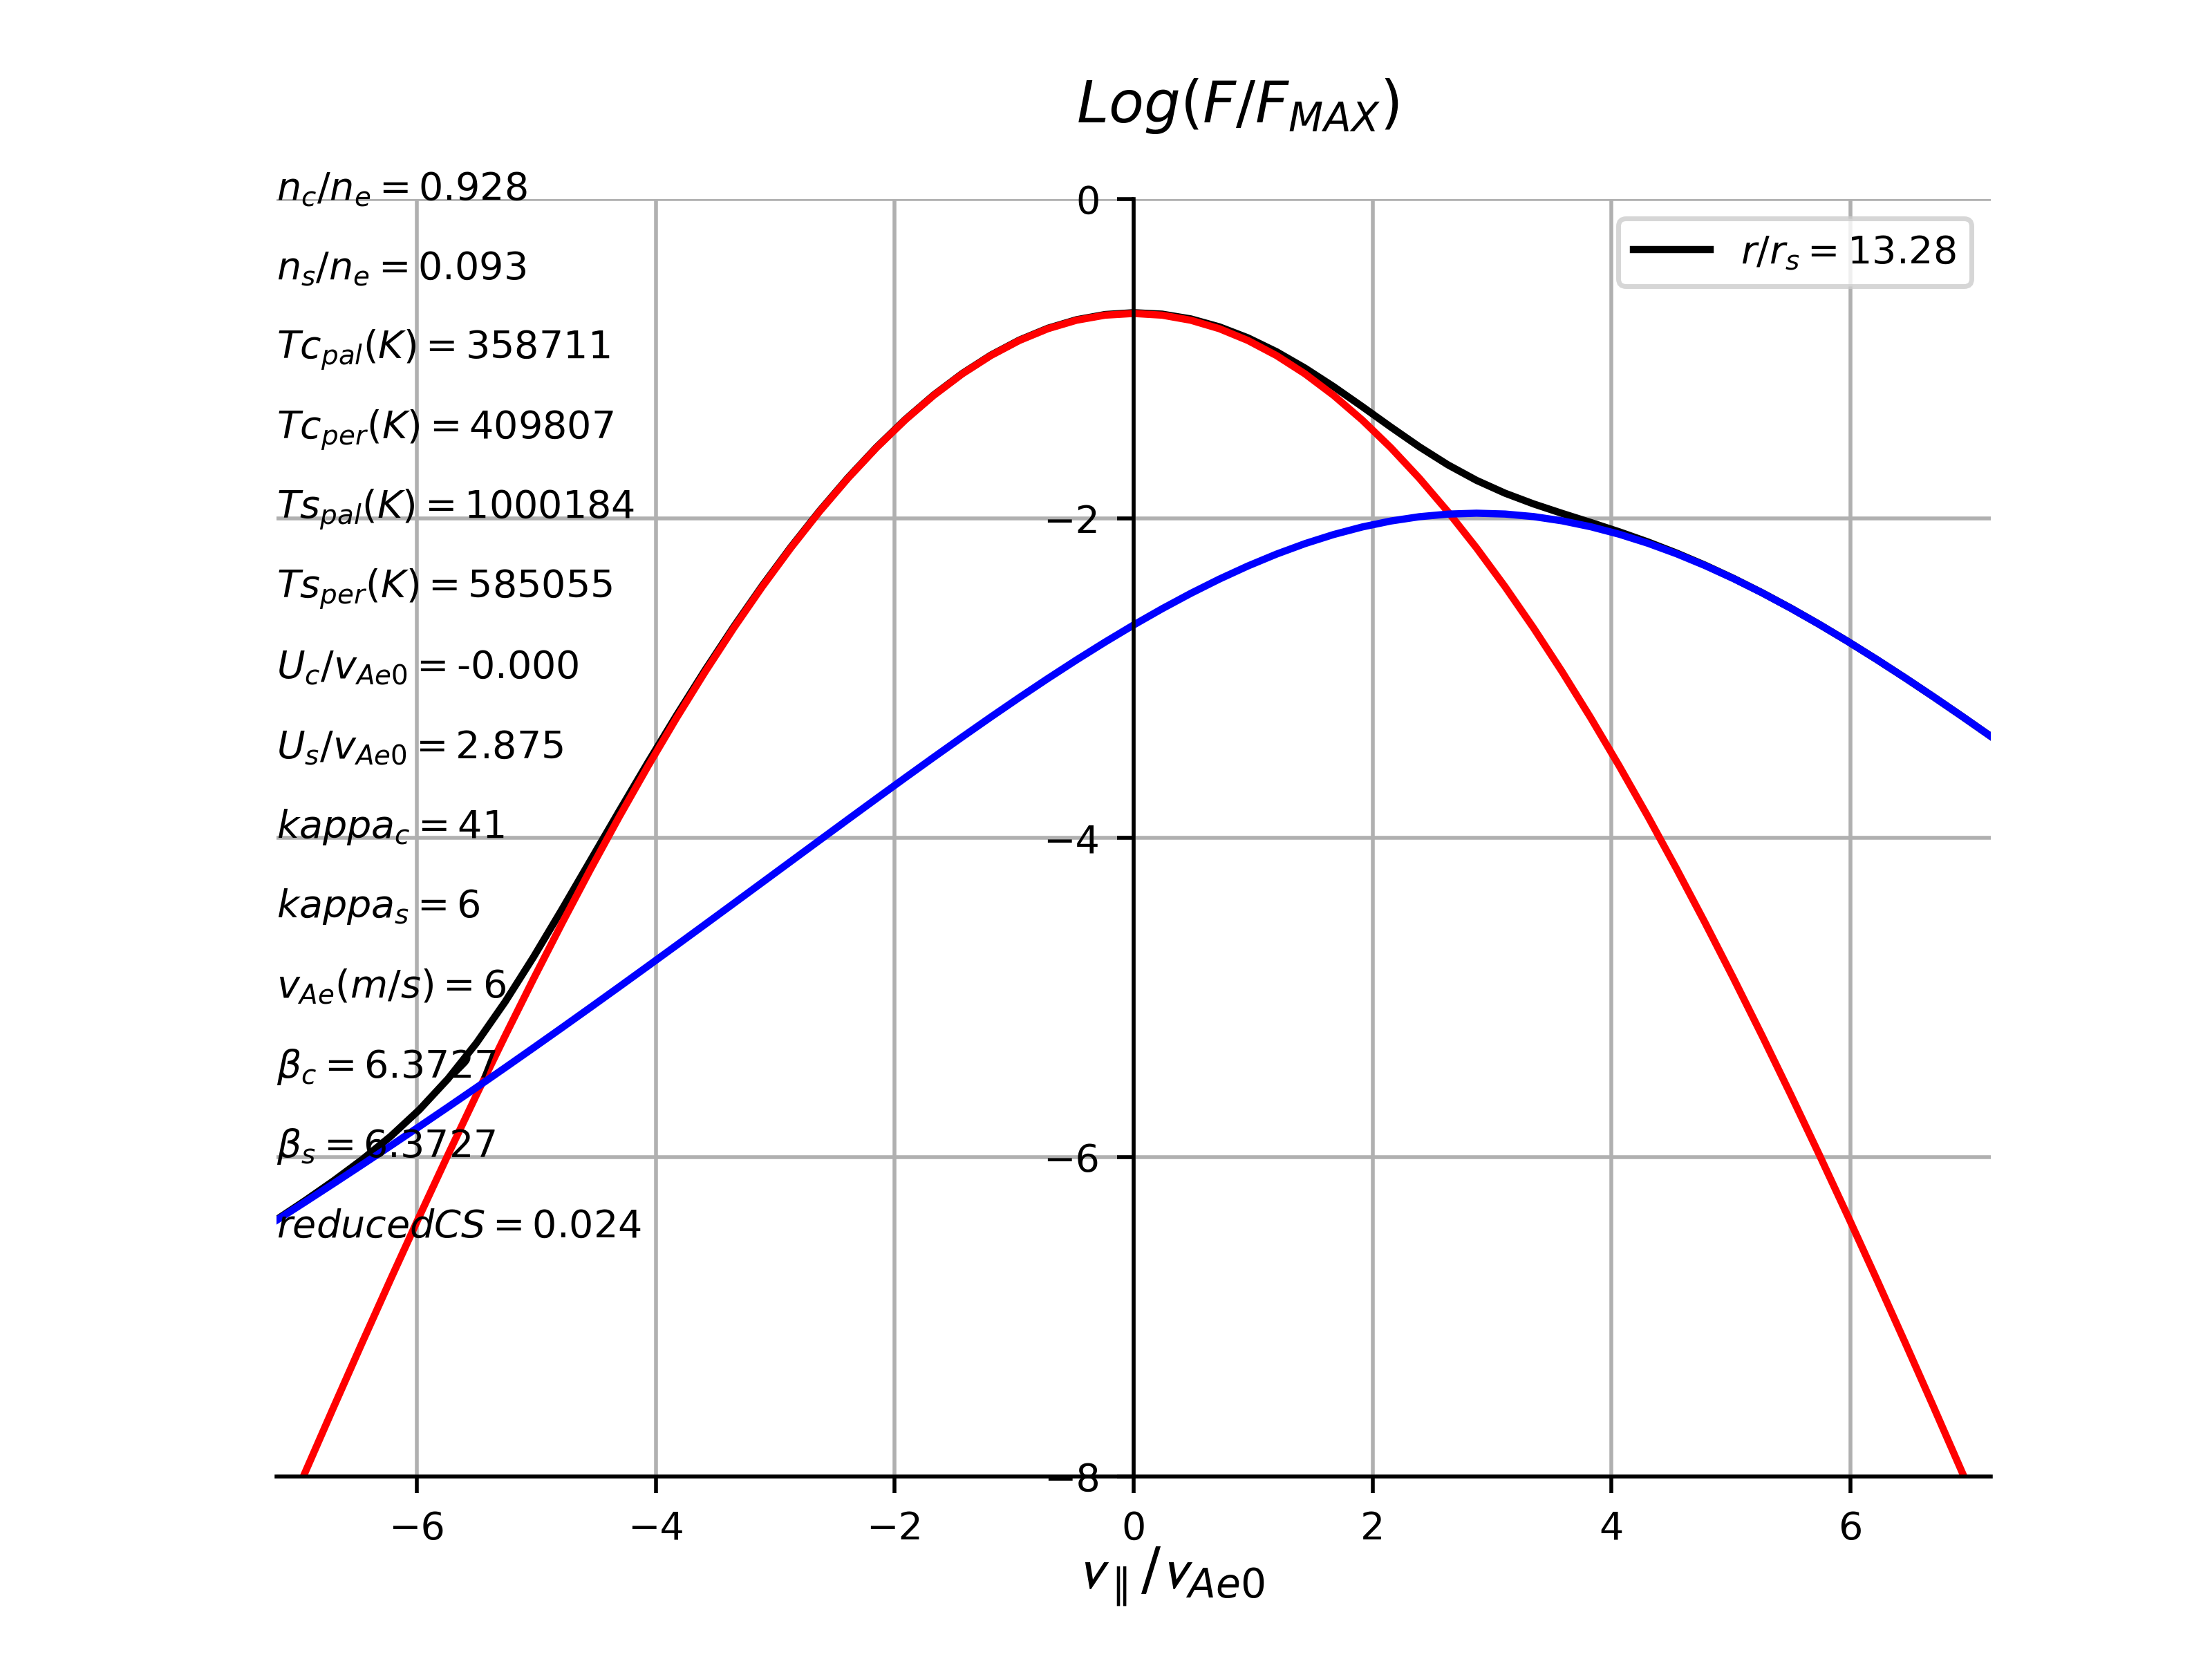 Log(F/F_MAX)
n_c/n_e = 0.928
0
r/r_s = 13.28
n_s/n_e = 0.093
Tc_pal(K) = 358711
Tc_per(K) = 409807
Ts_pal(K) = 1000184
−2
Ts_per(K) = 585055
U_c/v_Ae0 = -0.000
U_s/v_Ae0 = 2.875
kappa_c = 41
−4
kappa_s = 6
v_Ae(m/s) = 6
β_c = 6.3727
β_s = 6.3727
−6
reducedCS = 0.024
−8
−6 −4 −2 0 2 4 6
v_∥/v_Ae0